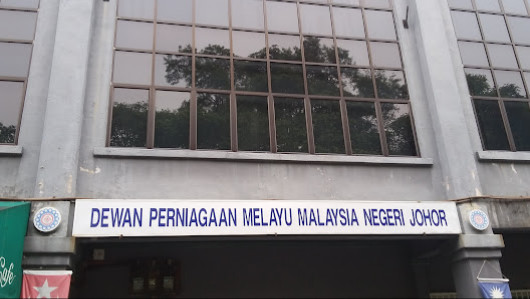 DEWAN PERNIAGAAN MELAYU MALAYSIA NEGERI JOHOR